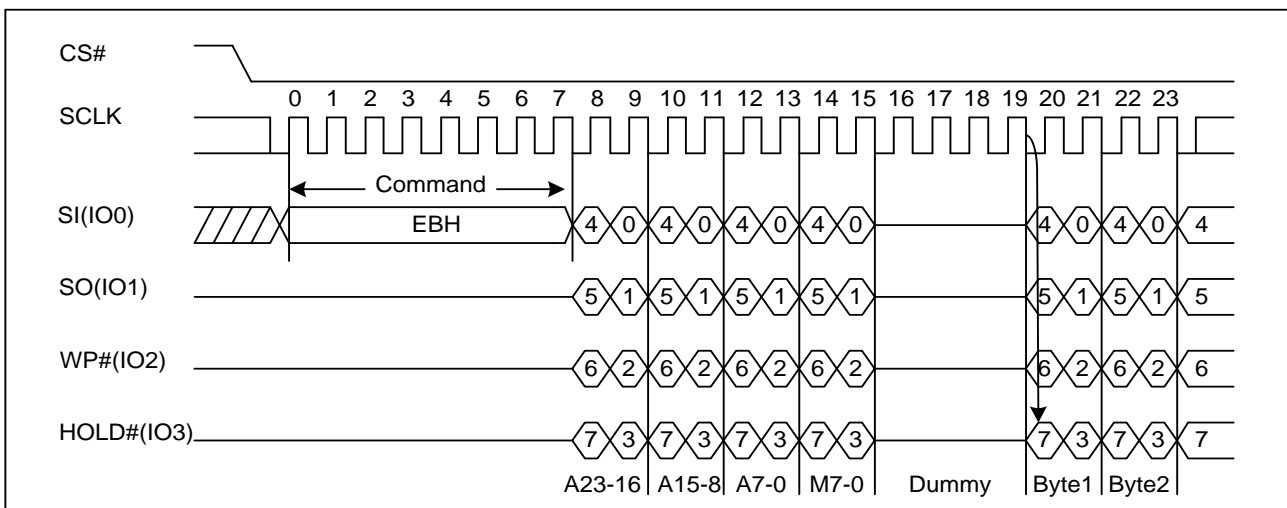 CS#
0 1 2 3 4 5 6 7 8 9 10 11 12 13 14 15 16 17 18 19 20 21 22 23
SCLK
Command
SI(IO0)
EBH
4 0 4 0 4 0 4 0 4 0 4 0 4
SO(IO1)
5 1 5 1 5 1 5 1 5 1 5 1 5
WP#(IO2)
6 2 6 2 6 2 6 2 6 2 6 2 6
HOLD#(IO3)
7 3 7 3 7 3 7 3 7 3 7 3 7
A23-16 A15-8 A7-0 M7-0 Dummy Byte1 Byte2